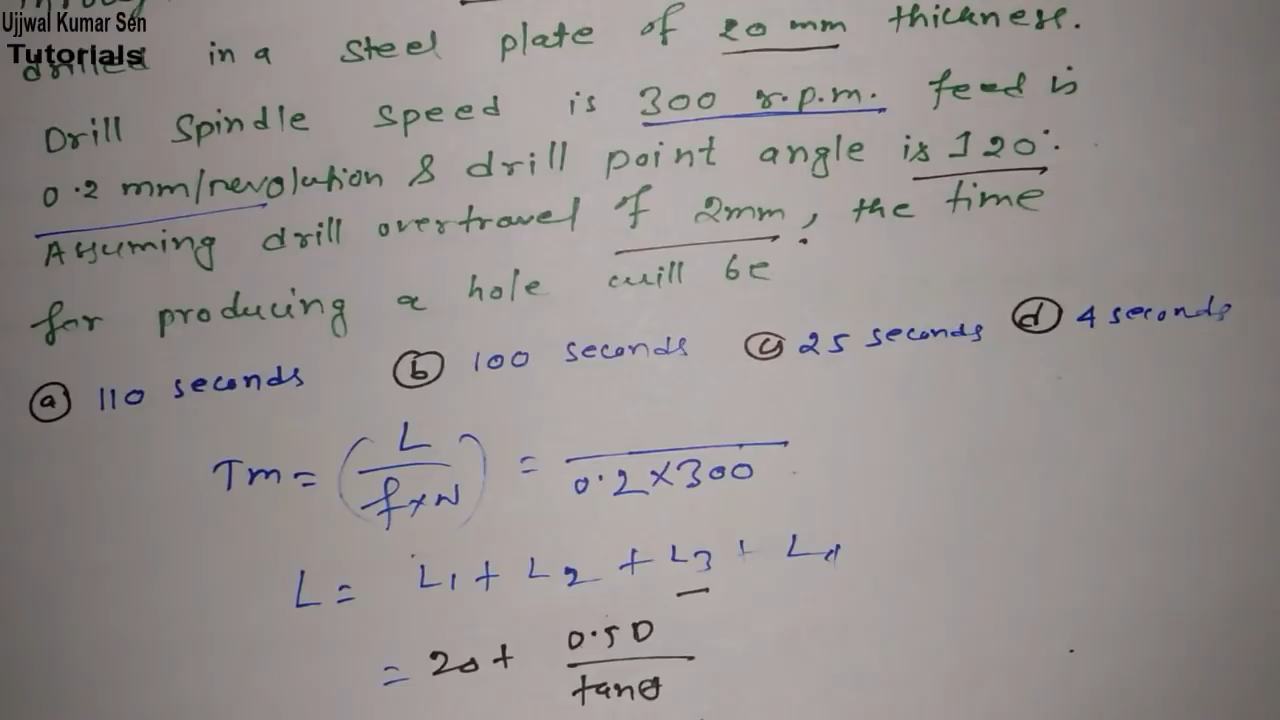 Ujjwal Kumar Sen
Tutorials
drilled in a steel plate of 20 mm thickness.
Drill Spindle speed is 300 r.p.m. feed is
0.2 mm/revolution & drill point angle is 120°.
Assuming drill overtravel of 2mm, the time
for producing a hole will be
(a) 110 seconds (b) 100 seconds (c) 25 seconds (d) 4 seconds
Tm = (L / f×N) = / 0.2×300
L = L1 + L2 + L3 + L4
= 20 + 0.5D / tanθ